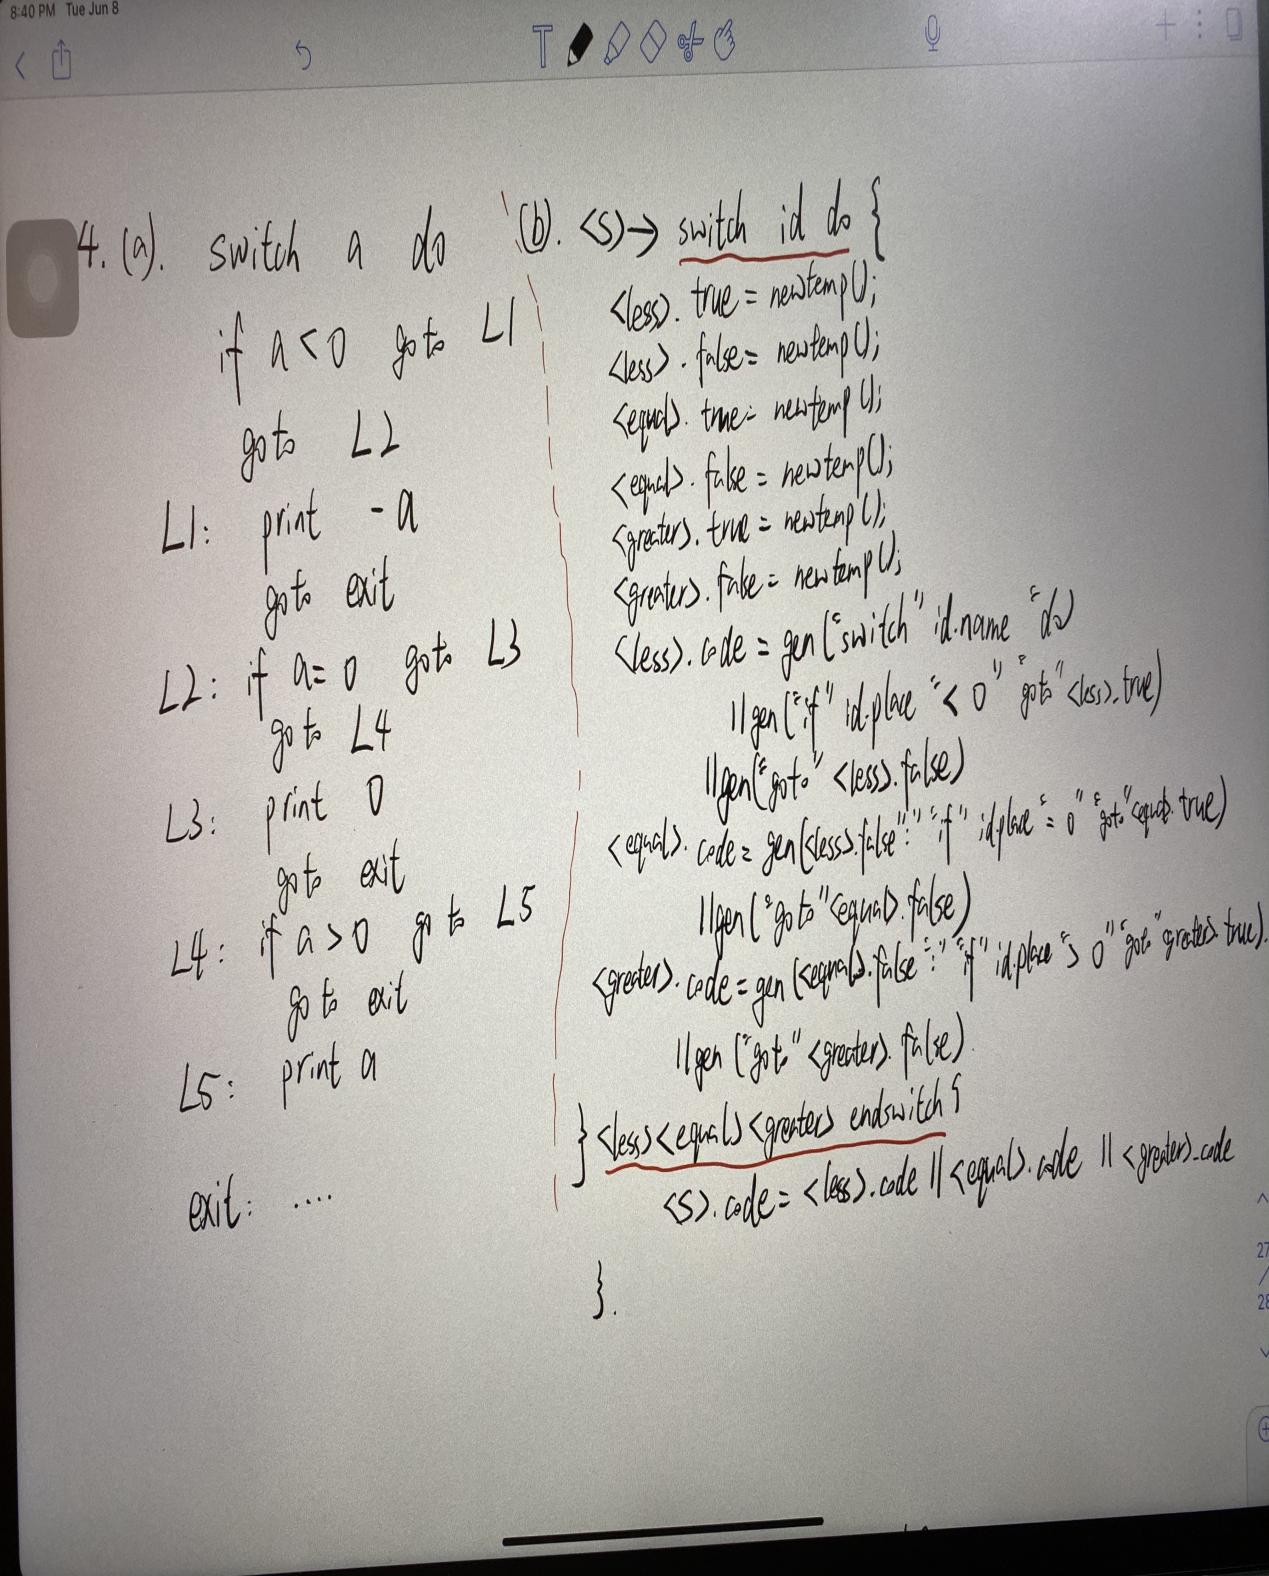 8:40 PM Tue Jun 8
T
4. (a). switch a do
if a<0 goto L1
goto L2
L1: print -a
goto exit
L2: if a=0 goto L3
goto L4
L3: print 0
goto exit
L4: if a>0 goto L5
goto exit
L5: print a
exit: ....
(b). <S>→ switch id do {
<less>. true = newtemp();
<less>. false = newtemp();
<equal>. true = newtemp();
<equal>. false = newtemp();
<greater>. true = newtemp();
<greater>. false = newtemp();
<less>. code = gen("switch" id.name "do)
||gen("if" id.place "< 0" "goto" <less>.true)
||gen("goto" <less>.false)
<equal>. code = gen(<less>.false":" "if" id.place "= 0" "goto" <equal>.true)
||gen("goto" <equal>.false)
<greater>. code = gen(<equal>.false ":" "if" id.place "> 0" "goto" <greater>.true).
||gen("goto" <greater>. false).
} <less><equal><greater> endswitch {
<S>.code = <less>.code || <equal>.code || <greater>.code
}.
27
/
28